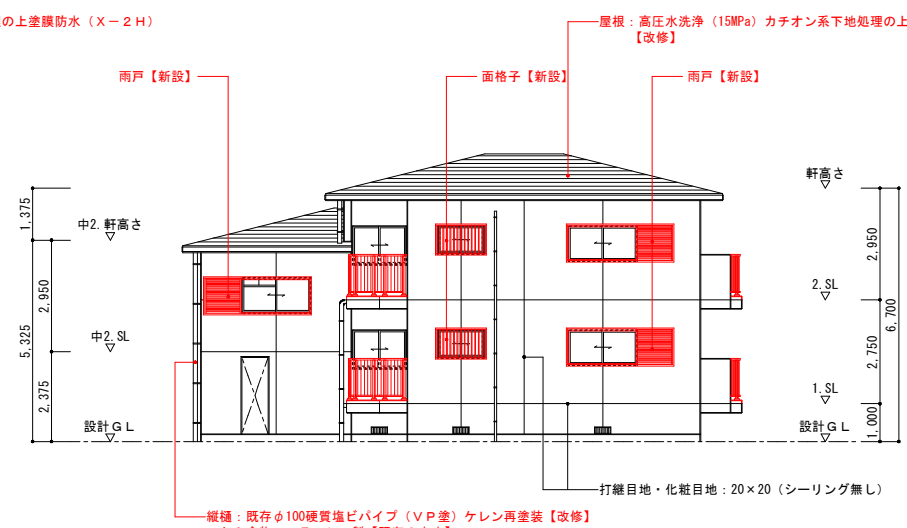 の上塗膜防水（X－2H）
屋根：高圧水洗浄（15MPa）カチオン系下地処理の上
【改修】
雨戸【新設】
面格子【新設】
雨戸【新設】
軒高さ
中2.軒高さ
2.SL
中2.SL
1.SL
設計GL
設計GL
1,375
2,950
5,325
2,375
2,950
6,700
2,750
1,000
打継目地・化粧目地：20×20（シーリング無し）
縦樋：既存φ100硬質塩ビパイプ（VP塗）ケレン再塗装【改修】